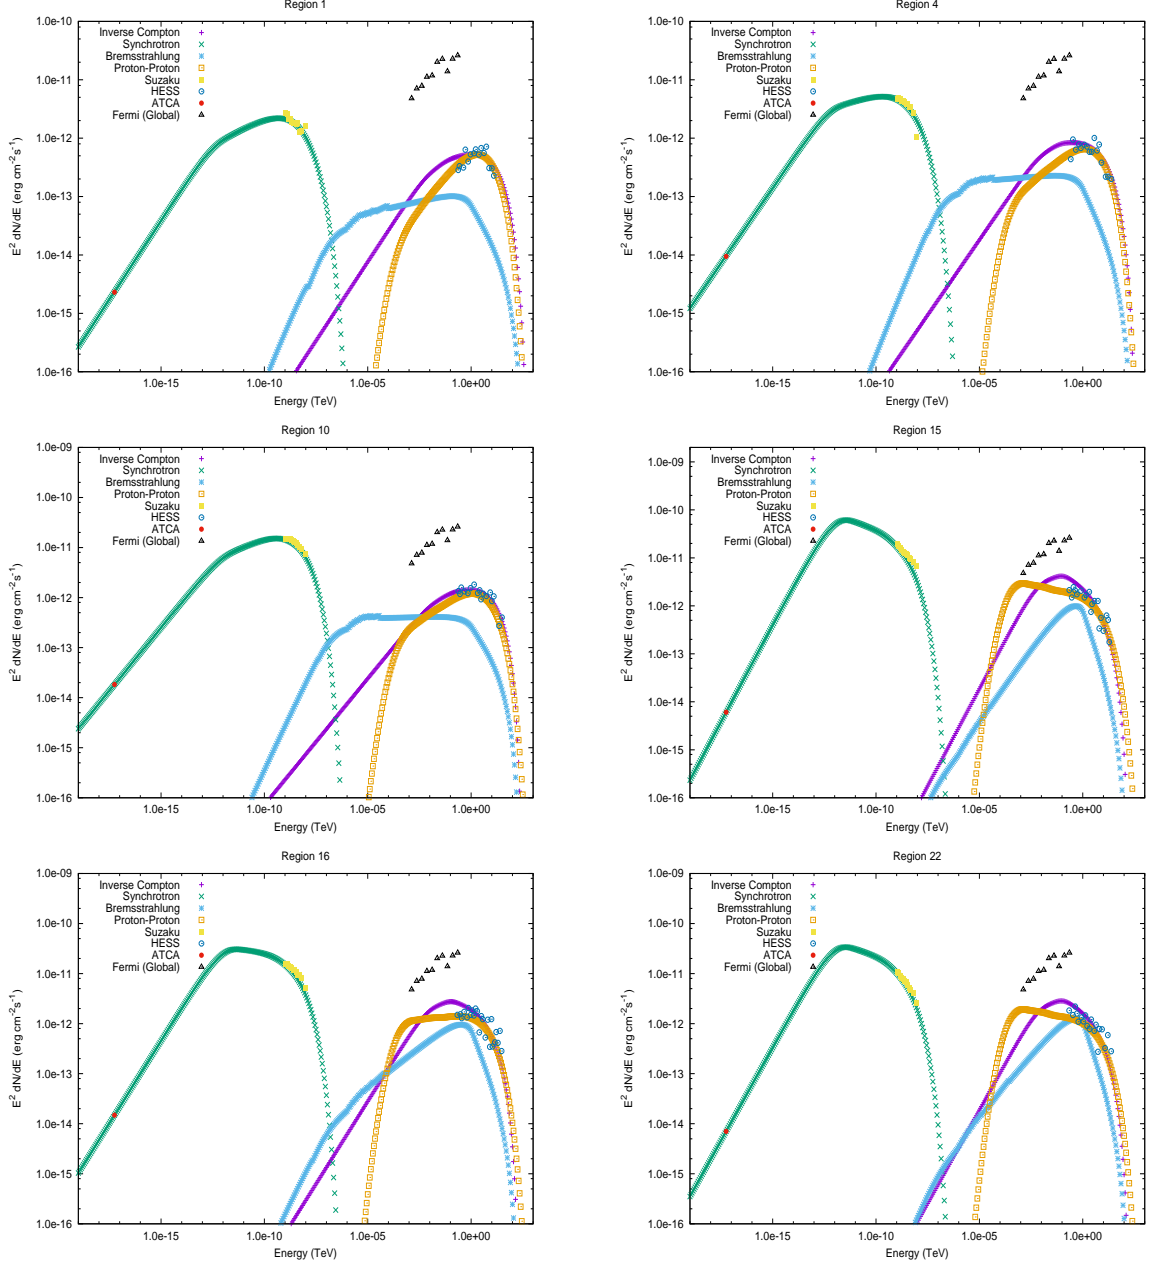 Region 1
E² dN/dE (erg cm⁻²s⁻¹)
1.0e-10
1.0e-11
1.0e-12
1.0e-13
1.0e-14
1.0e-15
1.0e-16
Inverse Compton
Synchrotron
Bremsstrahlung
Proton-Proton
Suzaku
HESS
ATCA
Fermi (Global)
1.0e-15 1.0e-10 1.0e-05 1.0e+00
Energy (TeV)
Region 4
E² dN/dE (erg cm⁻²s⁻¹)
1.0e-10
1.0e-11
1.0e-12
1.0e-13
1.0e-14
1.0e-15
1.0e-16
Inverse Compton
Synchrotron
Bremsstrahlung
Proton-Proton
Suzaku
HESS
ATCA
Fermi (Global)
1.0e-15 1.0e-10 1.0e-05 1.0e+00
Energy (TeV)
Region 10
E² dN/dE (erg cm⁻²s⁻¹)
1.0e-09
1.0e-10
1.0e-11
1.0e-12
1.0e-13
1.0e-14
1.0e-15
1.0e-16
Inverse Compton
Synchrotron
Bremsstrahlung
Proton-Proton
Suzaku
HESS
ATCA
Fermi (Global)
1.0e-15 1.0e-10 1.0e-05 1.0e+00
Energy (TeV)
Region 15
E² dN/dE (erg cm⁻²s⁻¹)
1.0e-09
1.0e-10
1.0e-11
1.0e-12
1.0e-13
1.0e-14
1.0e-15
1.0e-16
Inverse Compton
Synchrotron
Bremsstrahlung
Proton-Proton
Suzaku
HESS
ATCA
Fermi (Global)
1.0e-15 1.0e-10 1.0e-05 1.0e+00
Energy (TeV)
Region 16
E² dN/dE (erg cm⁻²s⁻¹)
1.0e-09
1.0e-10
1.0e-11
1.0e-12
1.0e-13
1.0e-14
1.0e-15
1.0e-16
Inverse Compton
Synchrotron
Bremsstrahlung
Proton-Proton
Suzaku
HESS
ATCA
Fermi (Global)
1.0e-15 1.0e-10 1.0e-05 1.0e+00
Energy (TeV)
Region 22
E² dN/dE (erg cm⁻²s⁻¹)
1.0e-09
1.0e-10
1.0e-11
1.0e-12
1.0e-13
1.0e-14
1.0e-15
1.0e-16
Inverse Compton
Synchrotron
Bremsstrahlung
Proton-Proton
Suzaku
HESS
ATCA
Fermi (Global)
1.0e-15 1.0e-10 1.0e-05 1.0e+00
Energy (TeV)